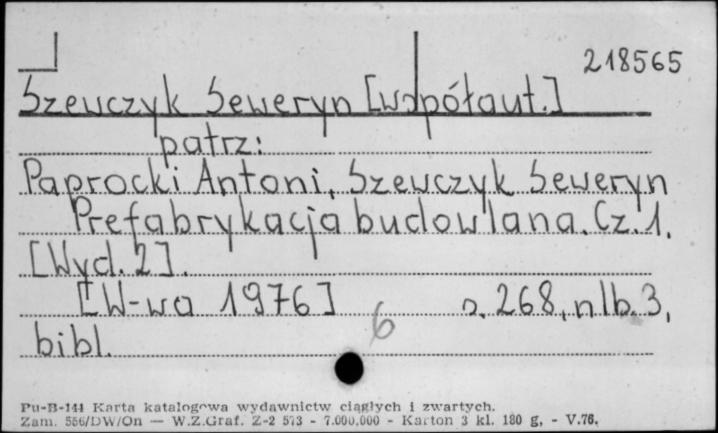 218565
Szewczyk Seweryn [współaut.]
patrz:
Paprocki Antoni, Szewczyk Seweryn
Prefabrykacja budowlana. Cz. 1.
[Wyd. 2].
[W-wa 1976] s. 268, nlb. 3,
6
bibl.
Pu-B-144 Karta katalogowa wydawnictw ciągłych i zwartych.
Zam. 556/DW/On — W.Z.Graf. Z-2 573 - 7.000.000 - Karton 3 kl. 180 g, - V.76.